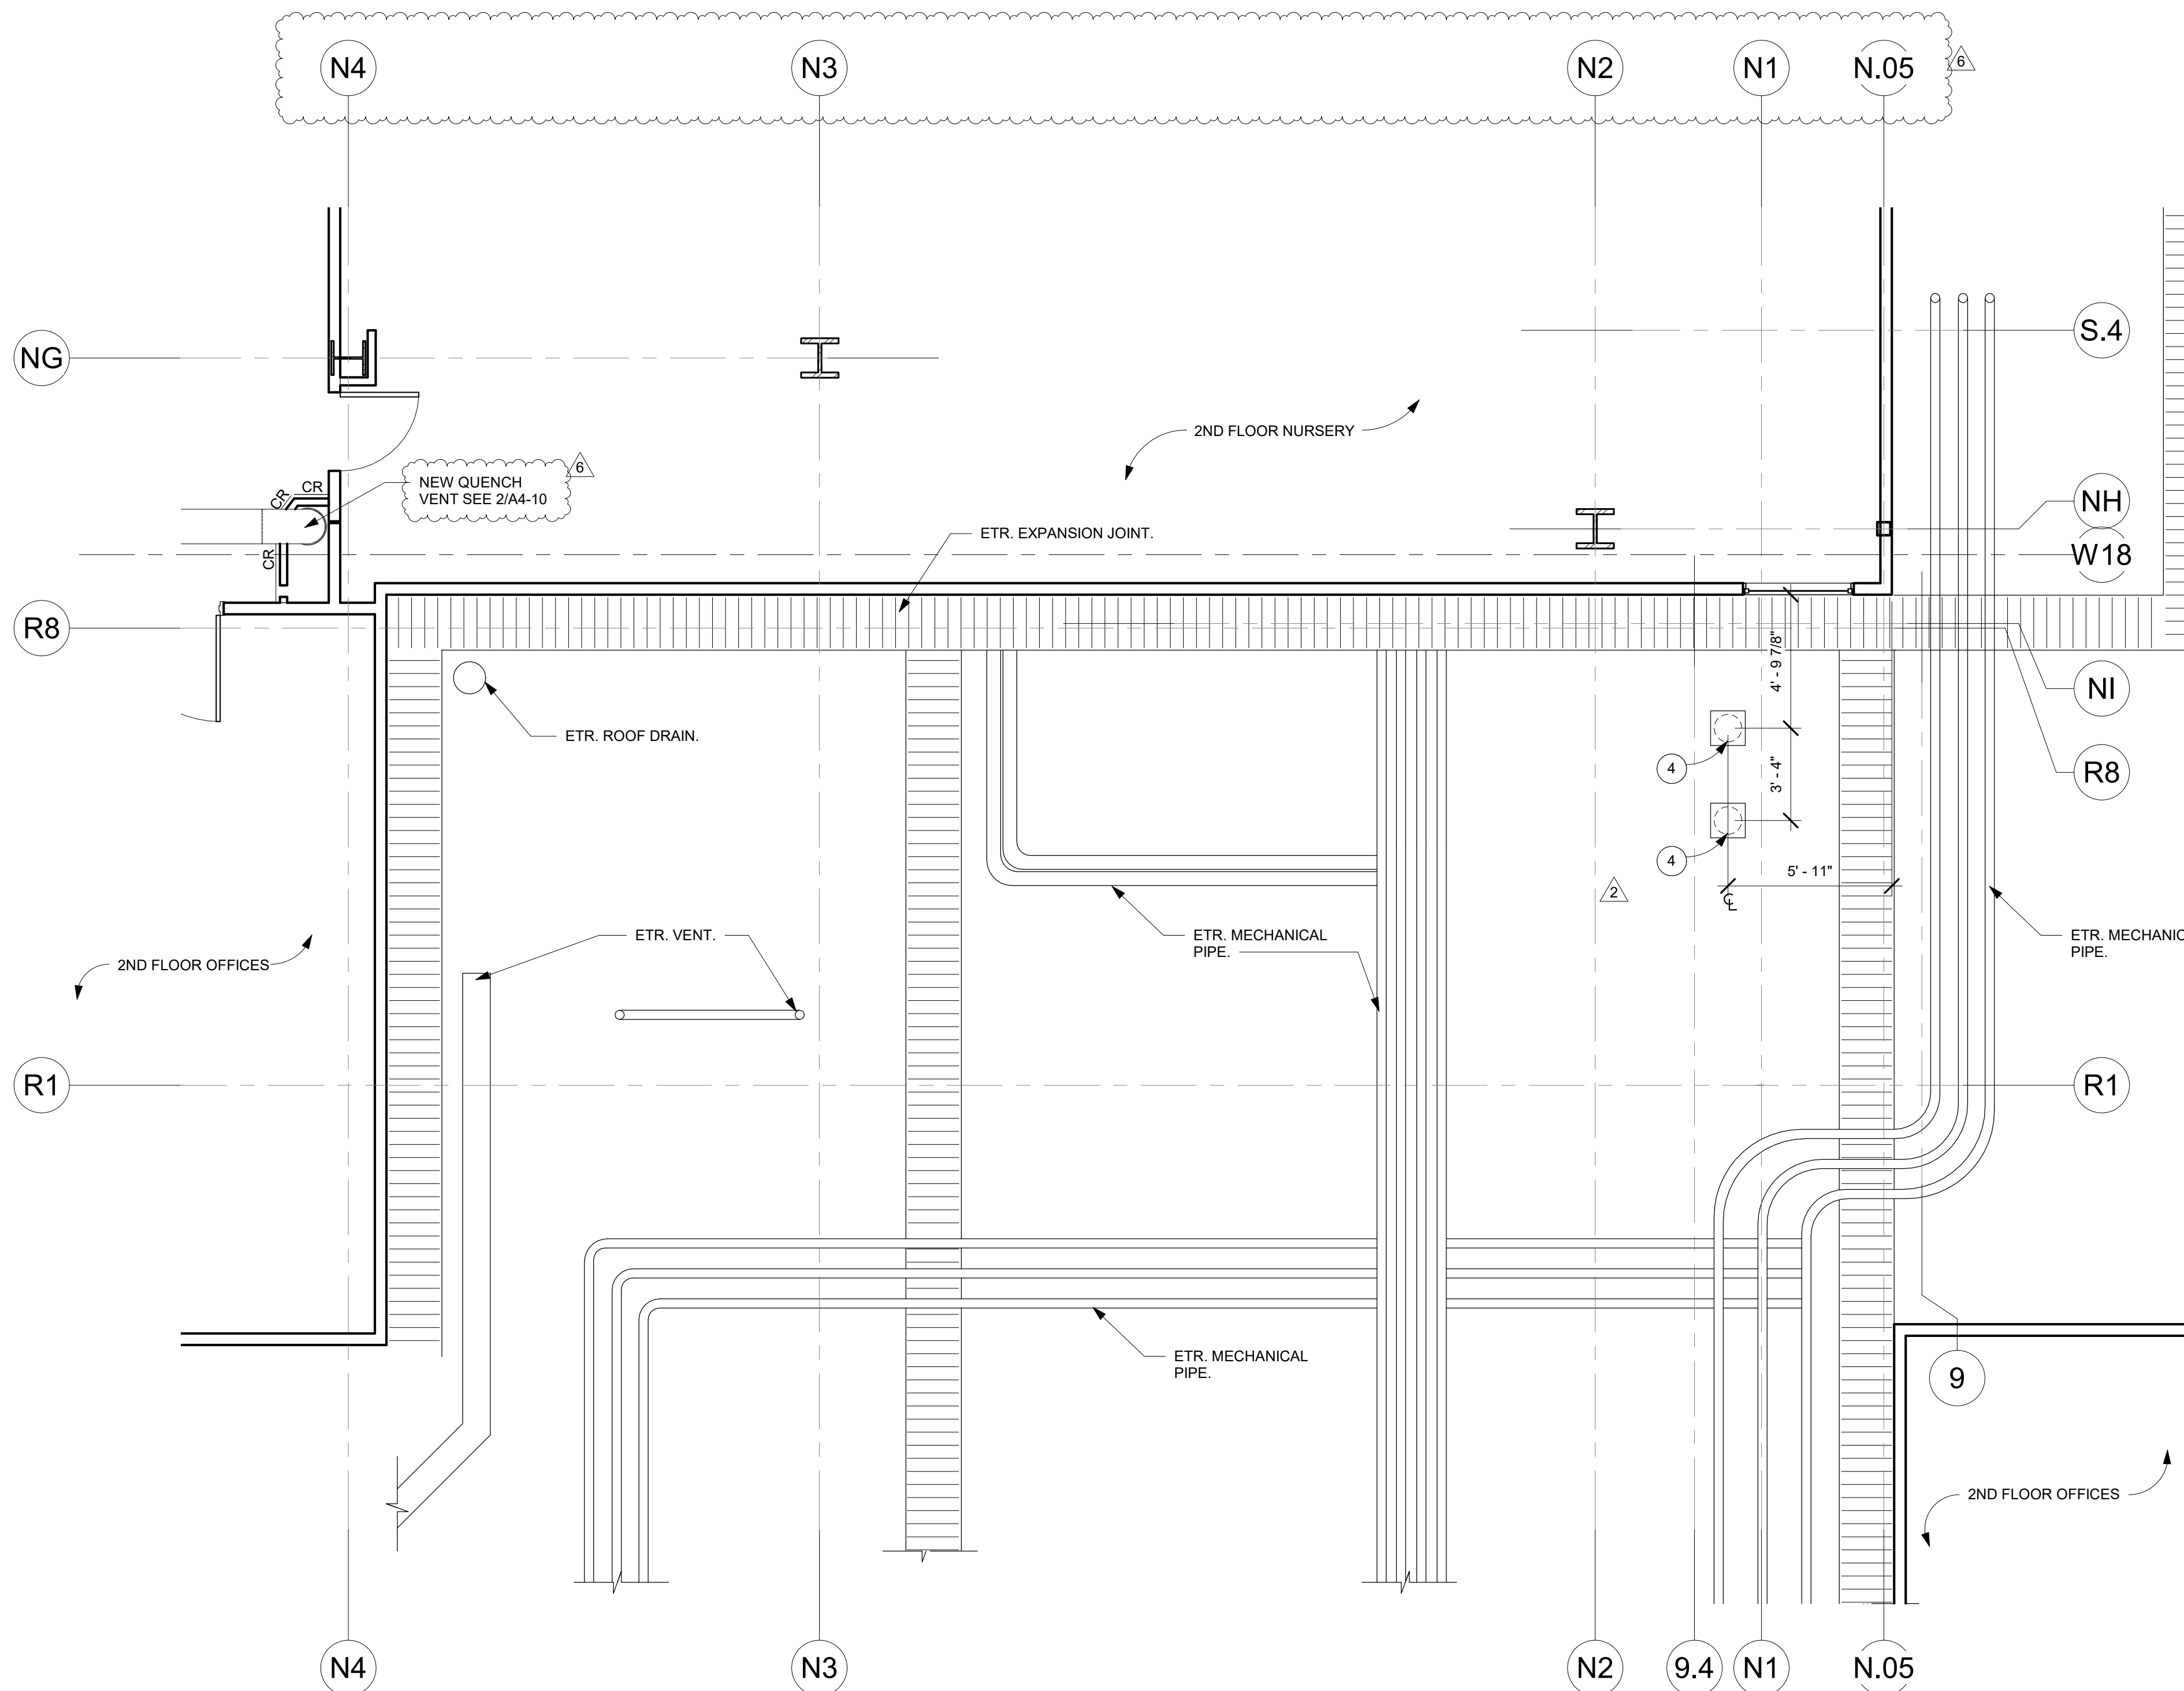 N4
N3
N2
N1
N.05
6
NG
S.4
2ND FLOOR NURSERY
6
CR
CR
NEW QUENCH
VENT SEE 2/A4-10
NH
ETR. EXPANSION JOINT.
CR
W18
R8
4' - 9 7/8"
NI
ETR. ROOF DRAIN.
4
3' - 4"
R8
4
5' - 11"
2
CL
2ND FLOOR OFFICES
ETR. VENT.
ETR. MECHANICAL
PIPE.
ETR. MECHANIC
PIPE.
R1
R1
ETR. MECHANICAL
PIPE.
9
2ND FLOOR OFFICES
N4
N3
N2
9.4
N1
N.05